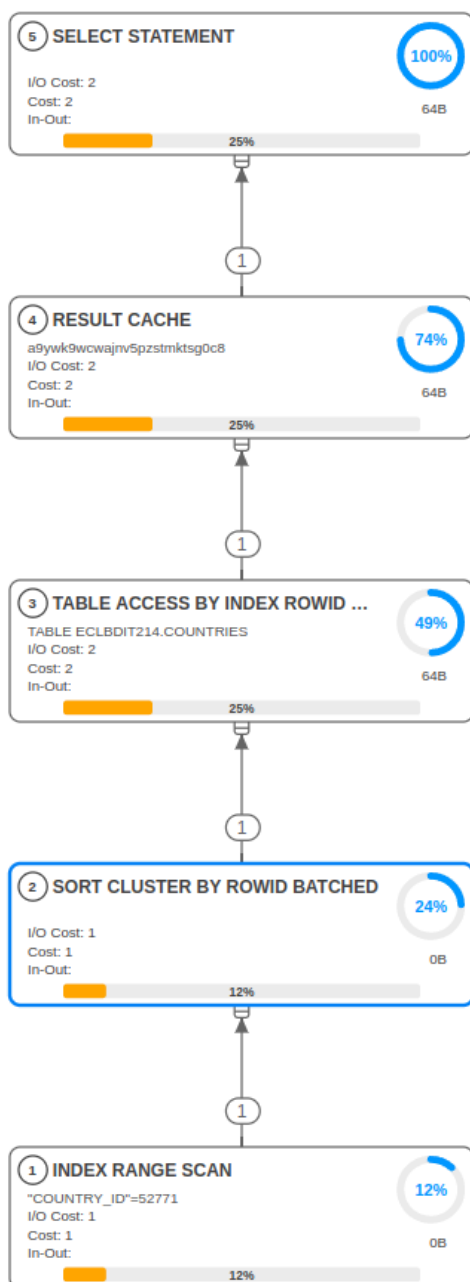 5 SELECT STATEMENT
100%
I/O Cost: 2
Cost: 2
In-Out:
64B
25%
1
4 RESULT CACHE
74%
a9ywk9wcwajnv5pzstmktsg0c8
I/O Cost: 2
Cost: 2
In-Out:
64B
25%
1
3 TABLE ACCESS BY INDEX ROWID ...
49%
TABLE ECLBDIT214.COUNTRIES
I/O Cost: 2
Cost: 2
In-Out:
64B
25%
1
2 SORT CLUSTER BY ROWID BATCHED
24%
I/O Cost: 1
Cost: 1
In-Out:
0B
12%
1
1 INDEX RANGE SCAN
12%
"COUNTRY_ID"=52771
I/O Cost: 1
Cost: 1
In-Out:
0B
12%